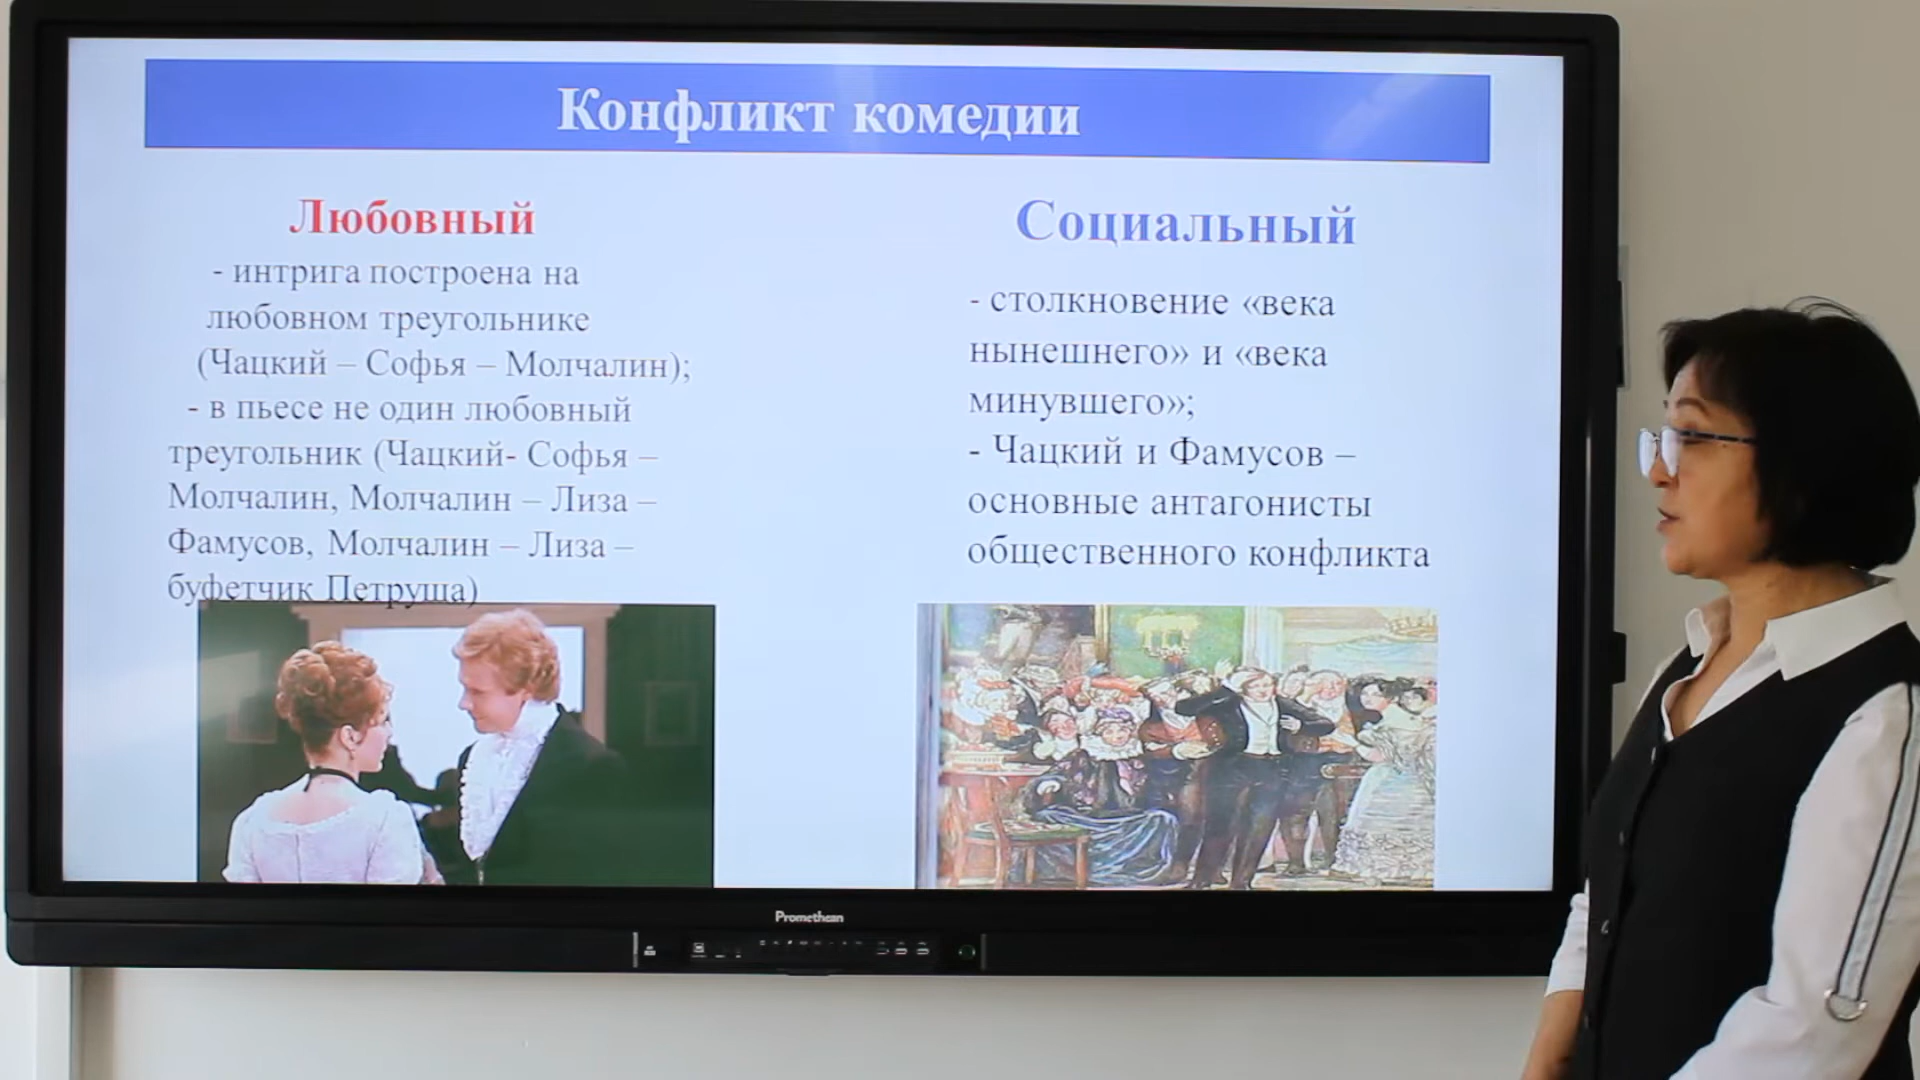 Конфликт комедии
Любовный
- интрига построена на
любовном треугольнике
(Чацкий – Софья – Молчалин);
- в пьесе не один любовный
треугольник (Чацкий- Софья –
Молчалин, Молчалин – Лиза –
Фамусов, Молчалин – Лиза –
буфетчик Петруша)
Социальный
- столкновение «века
нынешнего» и «века
минувшего»;
- Чацкий и Фамусов –
основные антагонисты
общественного конфликта
Promethean